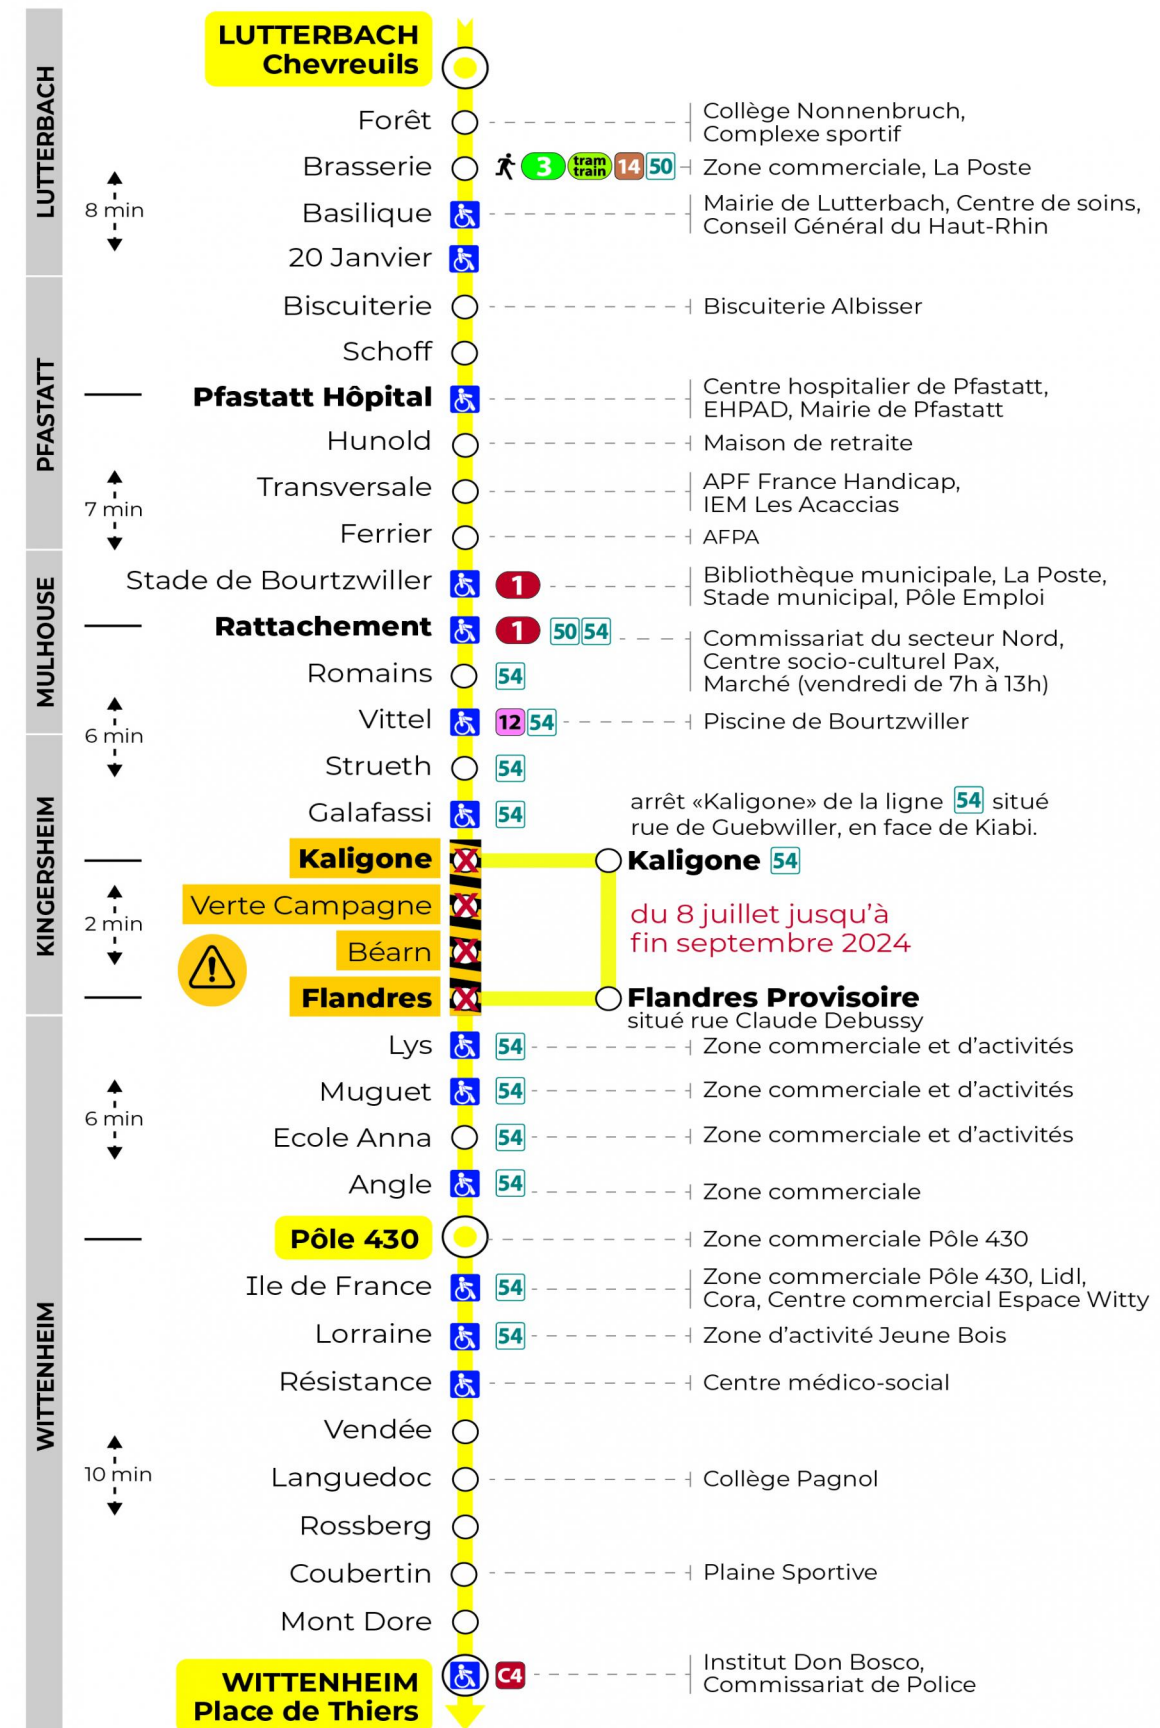 LUTTERBACH
Chevreuils
LUTTERBACH
8 min
Forêt
Collège Nonnenbruch,
Complexe sportif
Brasserie 3 tram train 14 50 Zone commerciale, La Poste
Basilique
Mairie de Lutterbach, Centre de soins,
Conseil Général du Haut-Rhin
20 Janvier
PFASTATT
Biscuiterie Biscuiterie Albisser
Schoff
Pfastatt Hôpital
Centre hospitalier de Pfastatt,
EHPAD, Mairie de Pfastatt
Hunold Maison de retraite
7 min
Transversale
APF France Handicap,
IEM Les Acaccias
Ferrier AFPA
MULHOUSE
Stade de Bourtzwiller 1
Bibliothèque municipale, La Poste,
Stade municipal, Pôle Emploi
Rattachement 1 50 54
Commissariat du secteur Nord,
Centre socio-culturel Pax,
Marché (vendredi de 7h à 13h)
Romains 54
Vittel 12 54 Piscine de Bourtzwiller
6 min
KINGERSHEIM
Strueth 54
Galafassi 54
arrêt «Kaligone» de la ligne 54 situé
rue de Guebwiller, en face de Kiabi.
Kaligone
Kaligone 54
Verte Campagne
2 min
du 8 juillet jusqu'à
fin septembre 2024
Béarn
Flandres
Flandres Provisoire
situé rue Claude Debussy
WITTENHEIM
Lys 54 Zone commerciale et d'activités
Muguet 54 Zone commerciale et d'activités
6 min
Ecole Anna 54 Zone commerciale et d'activités
Angle 54 Zone commerciale
Pôle 430 Zone commerciale Pôle 430
Ile de France 54
Zone commerciale Pôle 430, Lidl,
Cora, Centre commercial Espace Witty
Lorraine 54 Zone d'activité Jeune Bois
Résistance Centre médico-social
Vendée
10 min
Languedoc Collège Pagnol
Rossberg
Coubertin Plaine Sportive
Mont Dore
WITTENHEIM
Place de Thiers
C4
Institut Don Bosco,
Commissariat de Police